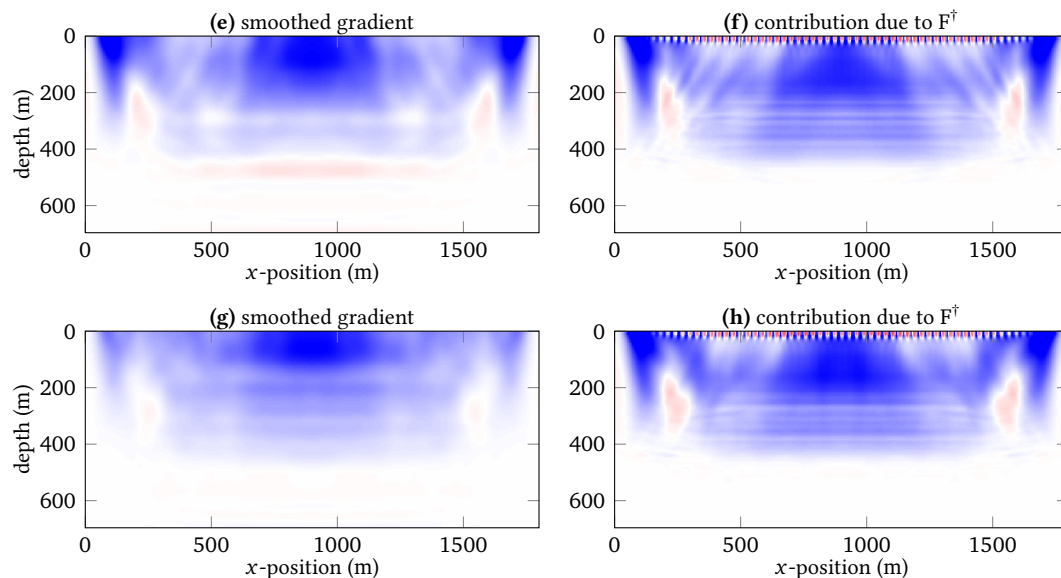 (e) smoothed gradient
(f) contribution due to F†
0
200
400
600
depth (m)
0 500 1000 1500
x-position (m)
0
200
400
600
0 500 1000 1500
x-position (m)
(g) smoothed gradient
(h) contribution due to F†
0
200
400
600
depth (m)
0 500 1000 1500
x-position (m)
0
200
400
600
0 500 1000 1500
x-position (m)